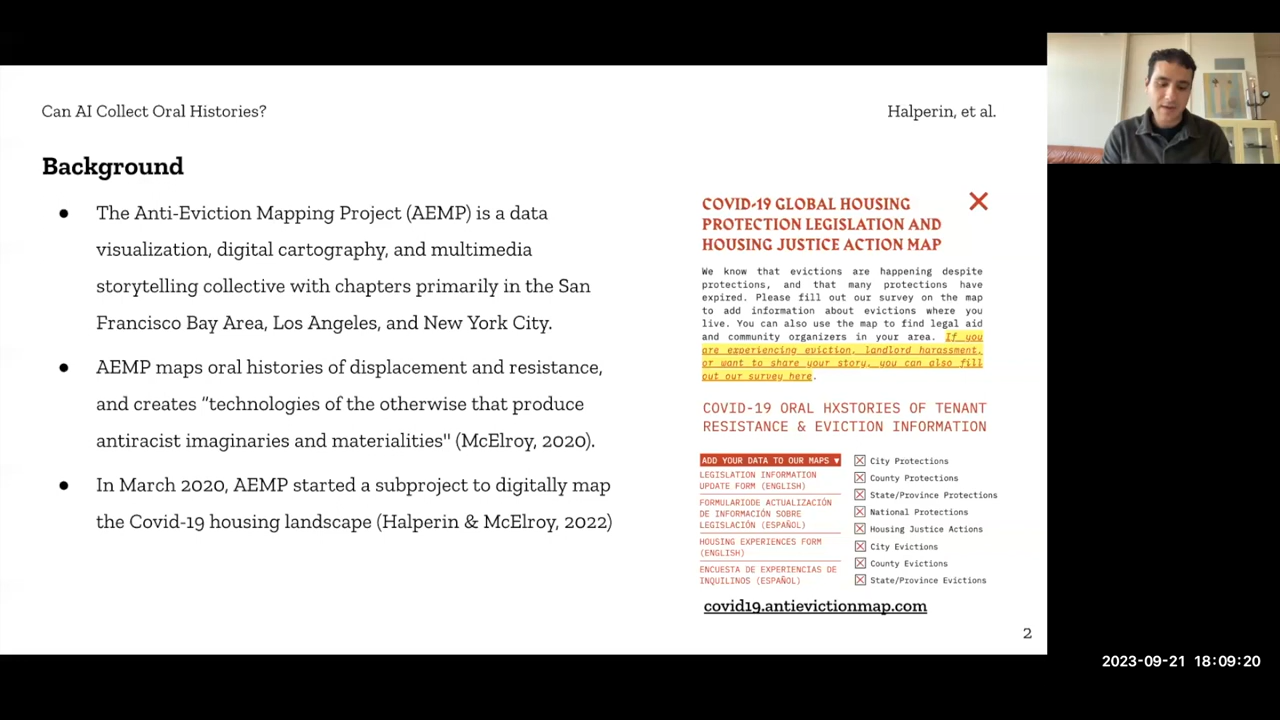 Can AI Collect Oral Histories?
Halperin, et al.
Background
● The Anti-Eviction Mapping Project (AEMP) is a data
visualization, digital cartography, and multimedia
storytelling collective with chapters primarily in the San
Francisco Bay Area, Los Angeles, and New York City.
● AEMP maps oral histories of displacement and resistance,
and creates “technologies of the otherwise that produce
antiracist imaginaries and materialities" (McElroy, 2020).
● In March 2020, AEMP started a subproject to digitally map
the Covid-19 housing landscape (Halperin & McElroy, 2022)
COVID-19 GLOBAL HOUSING
PROTECTION LEGISLATION AND
HOUSING JUSTICE ACTION MAP
We know that evictions are happening despite
protections, and that many protections have
expired. Please fill out our survey on the map
to add information about evictions where you
live. You can also use the map to find legal aid
and community organizers in your area. If you
are experiencing eviction, landlord harassment,
or want to share your story, you can also fill
out our survey here.
COVID-19 ORAL HXSTORIES OF TENANT
RESISTANCE & EVICTION INFORMATION
ADD YOUR DATA TO OUR MAPS ▼
LEGISLATION INFORMATION
UPDATE FORM (ENGLISH)
FORMULARIODE ACTUALIZACIÓN
DE INFORMACIÓN SOBRE
LEGISLACIÓN (ESPAÑOL)
HOUSING EXPERIENCES FORM
(ENGLISH)
ENCUESTA DE EXPERIENCIAS DE
INQUILINOS (ESPAÑOL)
City Protections
County Protections
State/Province Protections
National Protections
Housing Justice Actions
City Evictions
County Evictions
State/Province Evictions
covid19.antievictionmap.com
2
2023-09-21 18:09:20